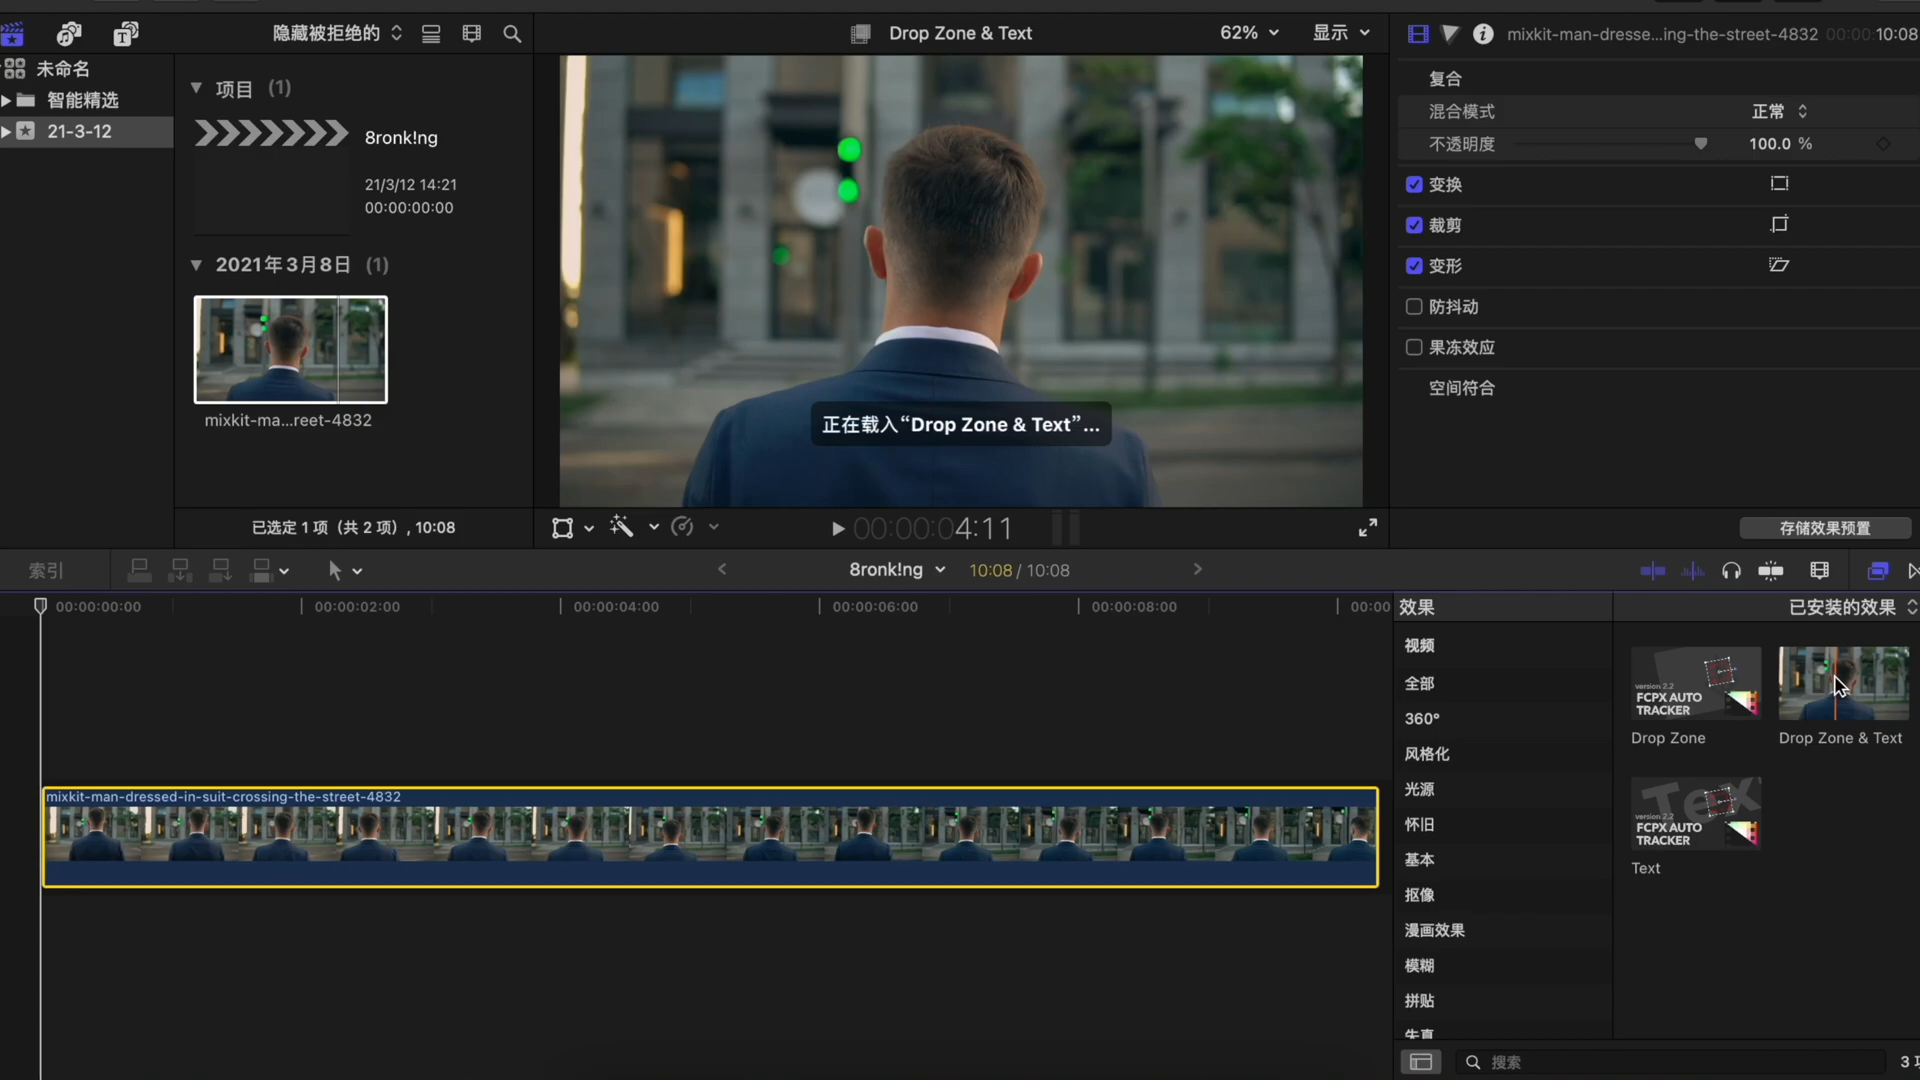 隐藏被拒绝的
Drop Zone & Text
62%
显示
mixkit-man-dresse...ing-the-street-4832
00:00:10:08
未命名
智能精选
21-3-12
项目 (1)
8ronk!ng
21/3/12 14:21
00:00:00:00
2021年3月8日 (1)
mixkit-ma...reet-4832
已选定 1 项（共 2 项）, 10:08
正在载入“Drop Zone & Text”...
00:00:04:11
复合
混合模式
正常
不透明度
100.0 %
变换
裁剪
变形
防抖动
果冻效应
空间符合
存储效果预置
索引
8ronk!ng
10:08 / 10:08
00:00:00:00
00:00:02:00
00:00:04:00
00:00:06:00
00:00:08:00
00:00
mixkit-man-dressed-in-suit-crossing-the-street-4832
效果
已安装的效果
视频
全部
360°
风格化
光源
怀旧
基本
抠像
漫画效果
模糊
拼贴
失真
version 2.2
FCPX AUTO
TRACKER
Drop Zone
Drop Zone & Text
Tex
version 2.2
FCPX AUTO
TRACKER
Text
搜索
3 项